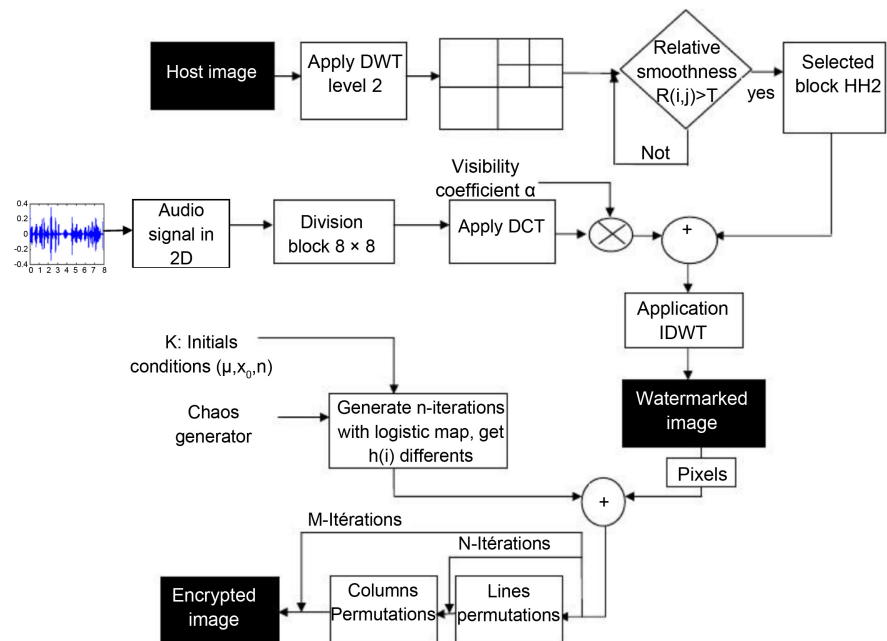 Host image
Apply DWT
level 2
Relative
smoothness
R(i,j)>T
yes
Not
Selected
block HH2
Visibility
coefficient α
0.4
0.2
0
-0.2
-0.4
0 1 2 3 4 5 6 7 8
Audio
signal in
2D
Division
block 8 × 8
Apply DCT
+
Application
IDWT
K: Initials
conditions (μ,x₀,n)
Chaos
generator
Generate n-iterations
with logistic map, get
h(i) differents
Watermarked
image
Pixels
+
M-Itérations
N-Itérations
Encrypted
image
Columns
Permutations
Lines
permutations